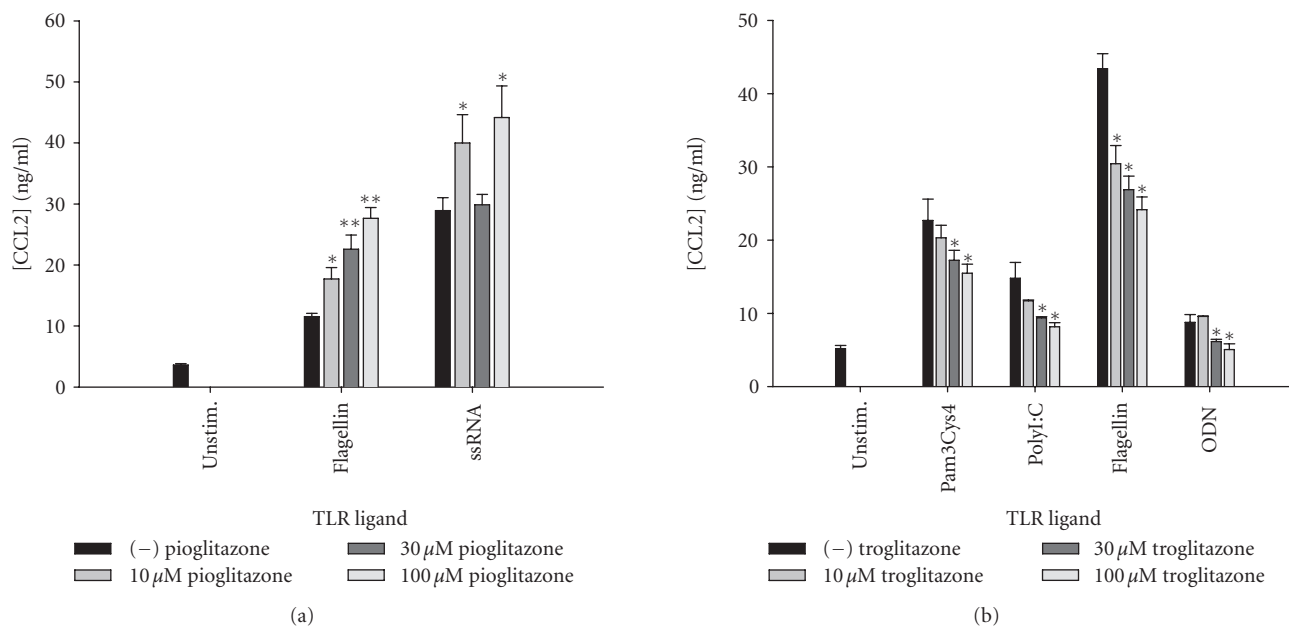 60
50
40
30
20
10
0
[CCL2] (ng/ml)
*
**
**
*
*
Unstim.
Flagellin
ssRNA
TLR ligand
(−) pioglitazone
30 μM pioglitazone
10 μM pioglitazone
100 μM pioglitazone
(a)
50
40
30
20
10
0
[CCL2] (ng/ml)
*
*
*
*
*
*
*
*
*
Unstim.
Pam3Cys4
PolyI:C
Flagellin
ODN
TLR ligand
(−) troglitazone
30 μM troglitazone
10 μM troglitazone
100 μM troglitazone
(b)